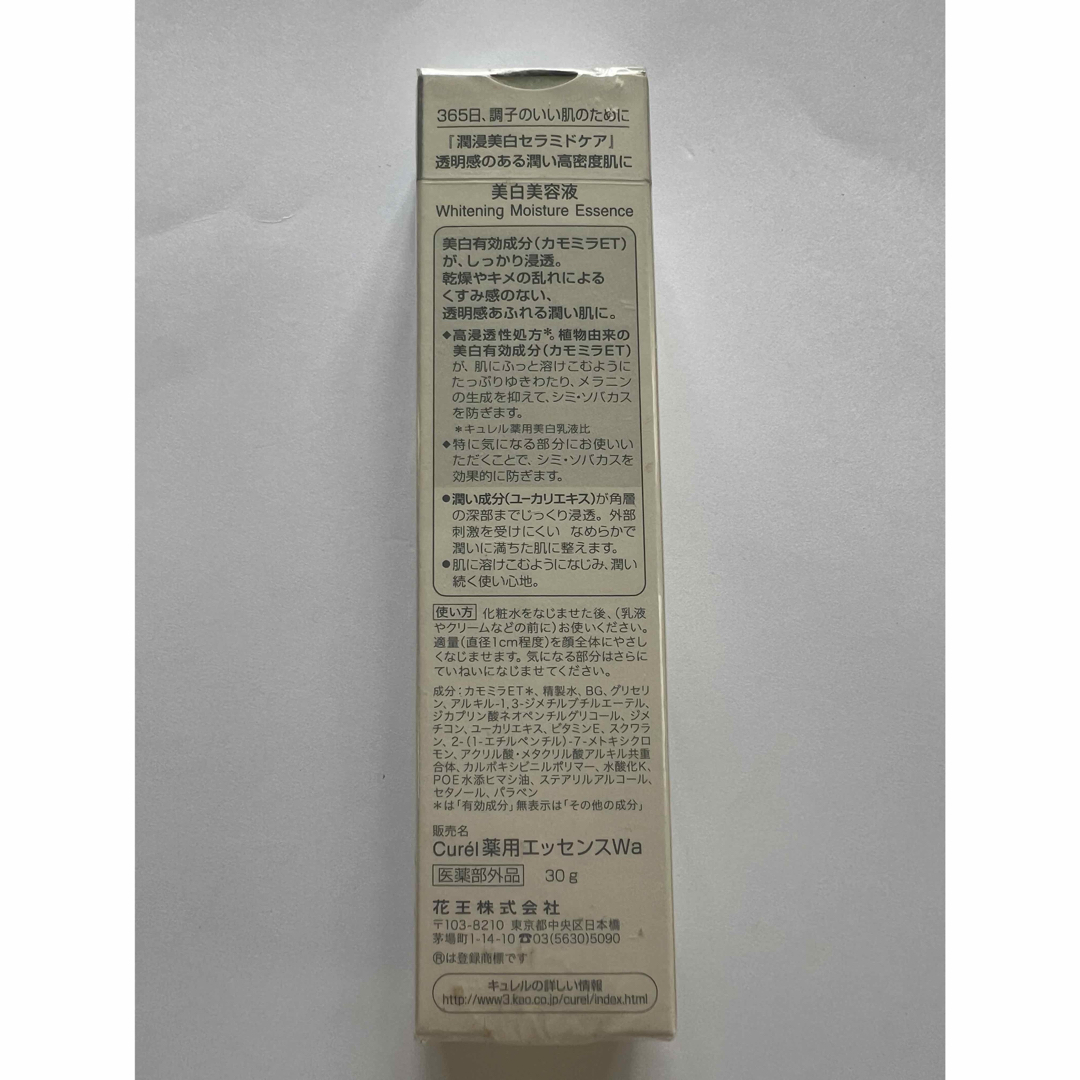 365日、調子のいい肌のために
『潤浸美白セラミドケア』
透明感のある潤い高密度肌に
美白美容液
Whitening Moisture Essence
美白有効成分(カモミラET)
が、しっかり浸透。
乾燥やキメの乱れによる
くすみ感のない、
透明感あふれる潤い肌に。
◆高浸透性処方*。植物由来の
美白有効成分(カモミラET)
が、肌にふっと溶けこむように
たっぷりゆきわたり、メラニン
の生成を抑えて、シミ・ソバカス
を防ぎます。
*キュレル薬用美白乳液比
◆特に気になる部分にお使いい
ただくことで、シミ・ソバカスを
効果的に防ぎます。
●潤い成分(ユーカリエキス)が角層
の深部までじっくり浸透。外部
刺激を受けにくい なめらかで
潤いに満ちた肌に整えます。
●肌に溶けこむようになじみ、潤い
続く使い心地。
使い方 化粧水をなじませた後、(乳液
やクリームなどの前に)お使いください。
適量(直径1cm程度)を顔全体にやさし
くなじませます。気になる部分はさらに
ていねいになじませてください。
成分:カモミラET*、精製水、BG、グリセリ
ン、アルキル-1,3-ジメチルブチルエーテル、
ジカプリン酸ネオペンチルグリコール、ジメ
チコン、ユーカリエキス、ビタミンE、スクワラ
ン、2-(1-エチルペンチル)-7-メトキシクロ
モン、アクリル酸・メタクリル酸アルキル共重
合体、カルボキシビニルポリマー、水酸化K、
POE水添ヒマシ油、ステアリルアルコール、
セタノール、パラベン
*は「有効成分」無表示は「その他の成分」
販売名
Curél薬用エッセンスWa
医薬部外品 30g
花王株式会社
〒103-8210 東京都中央区日本橋
茅場町1-14-10 ☎03(5630)5090
®は登録商標です
キュレルの詳しい情報
http://www3.kao.co.jp/curel/index.html